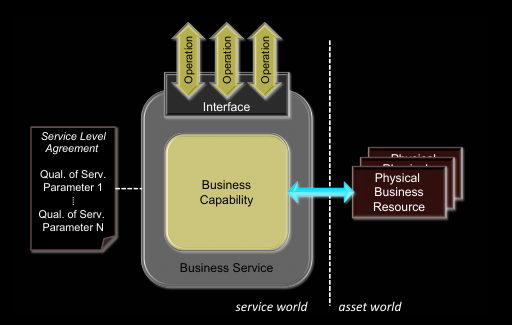 Operation
Operation
Operation
Interface
Service Level
Agreement
Qual. of Serv.
Parameter 1
Qual. of Serv.
Parameter N
Business
Capability
Business Service
Physical
Physical
Physical
Business
Resource
service world
asset world